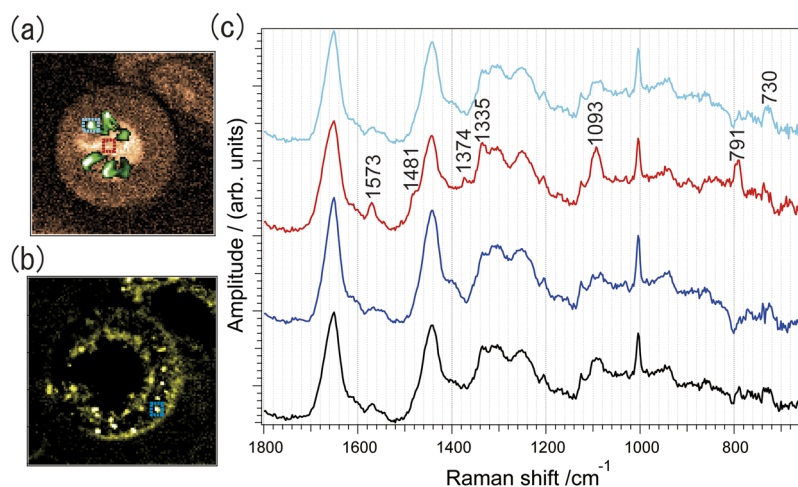 (a)
(b)
(c)
Amplitude / (arb. units)
1573
1481
1374
1335
1093
791
730
1800
1600
1400
1200
1000
800
Raman shift /cm⁻¹